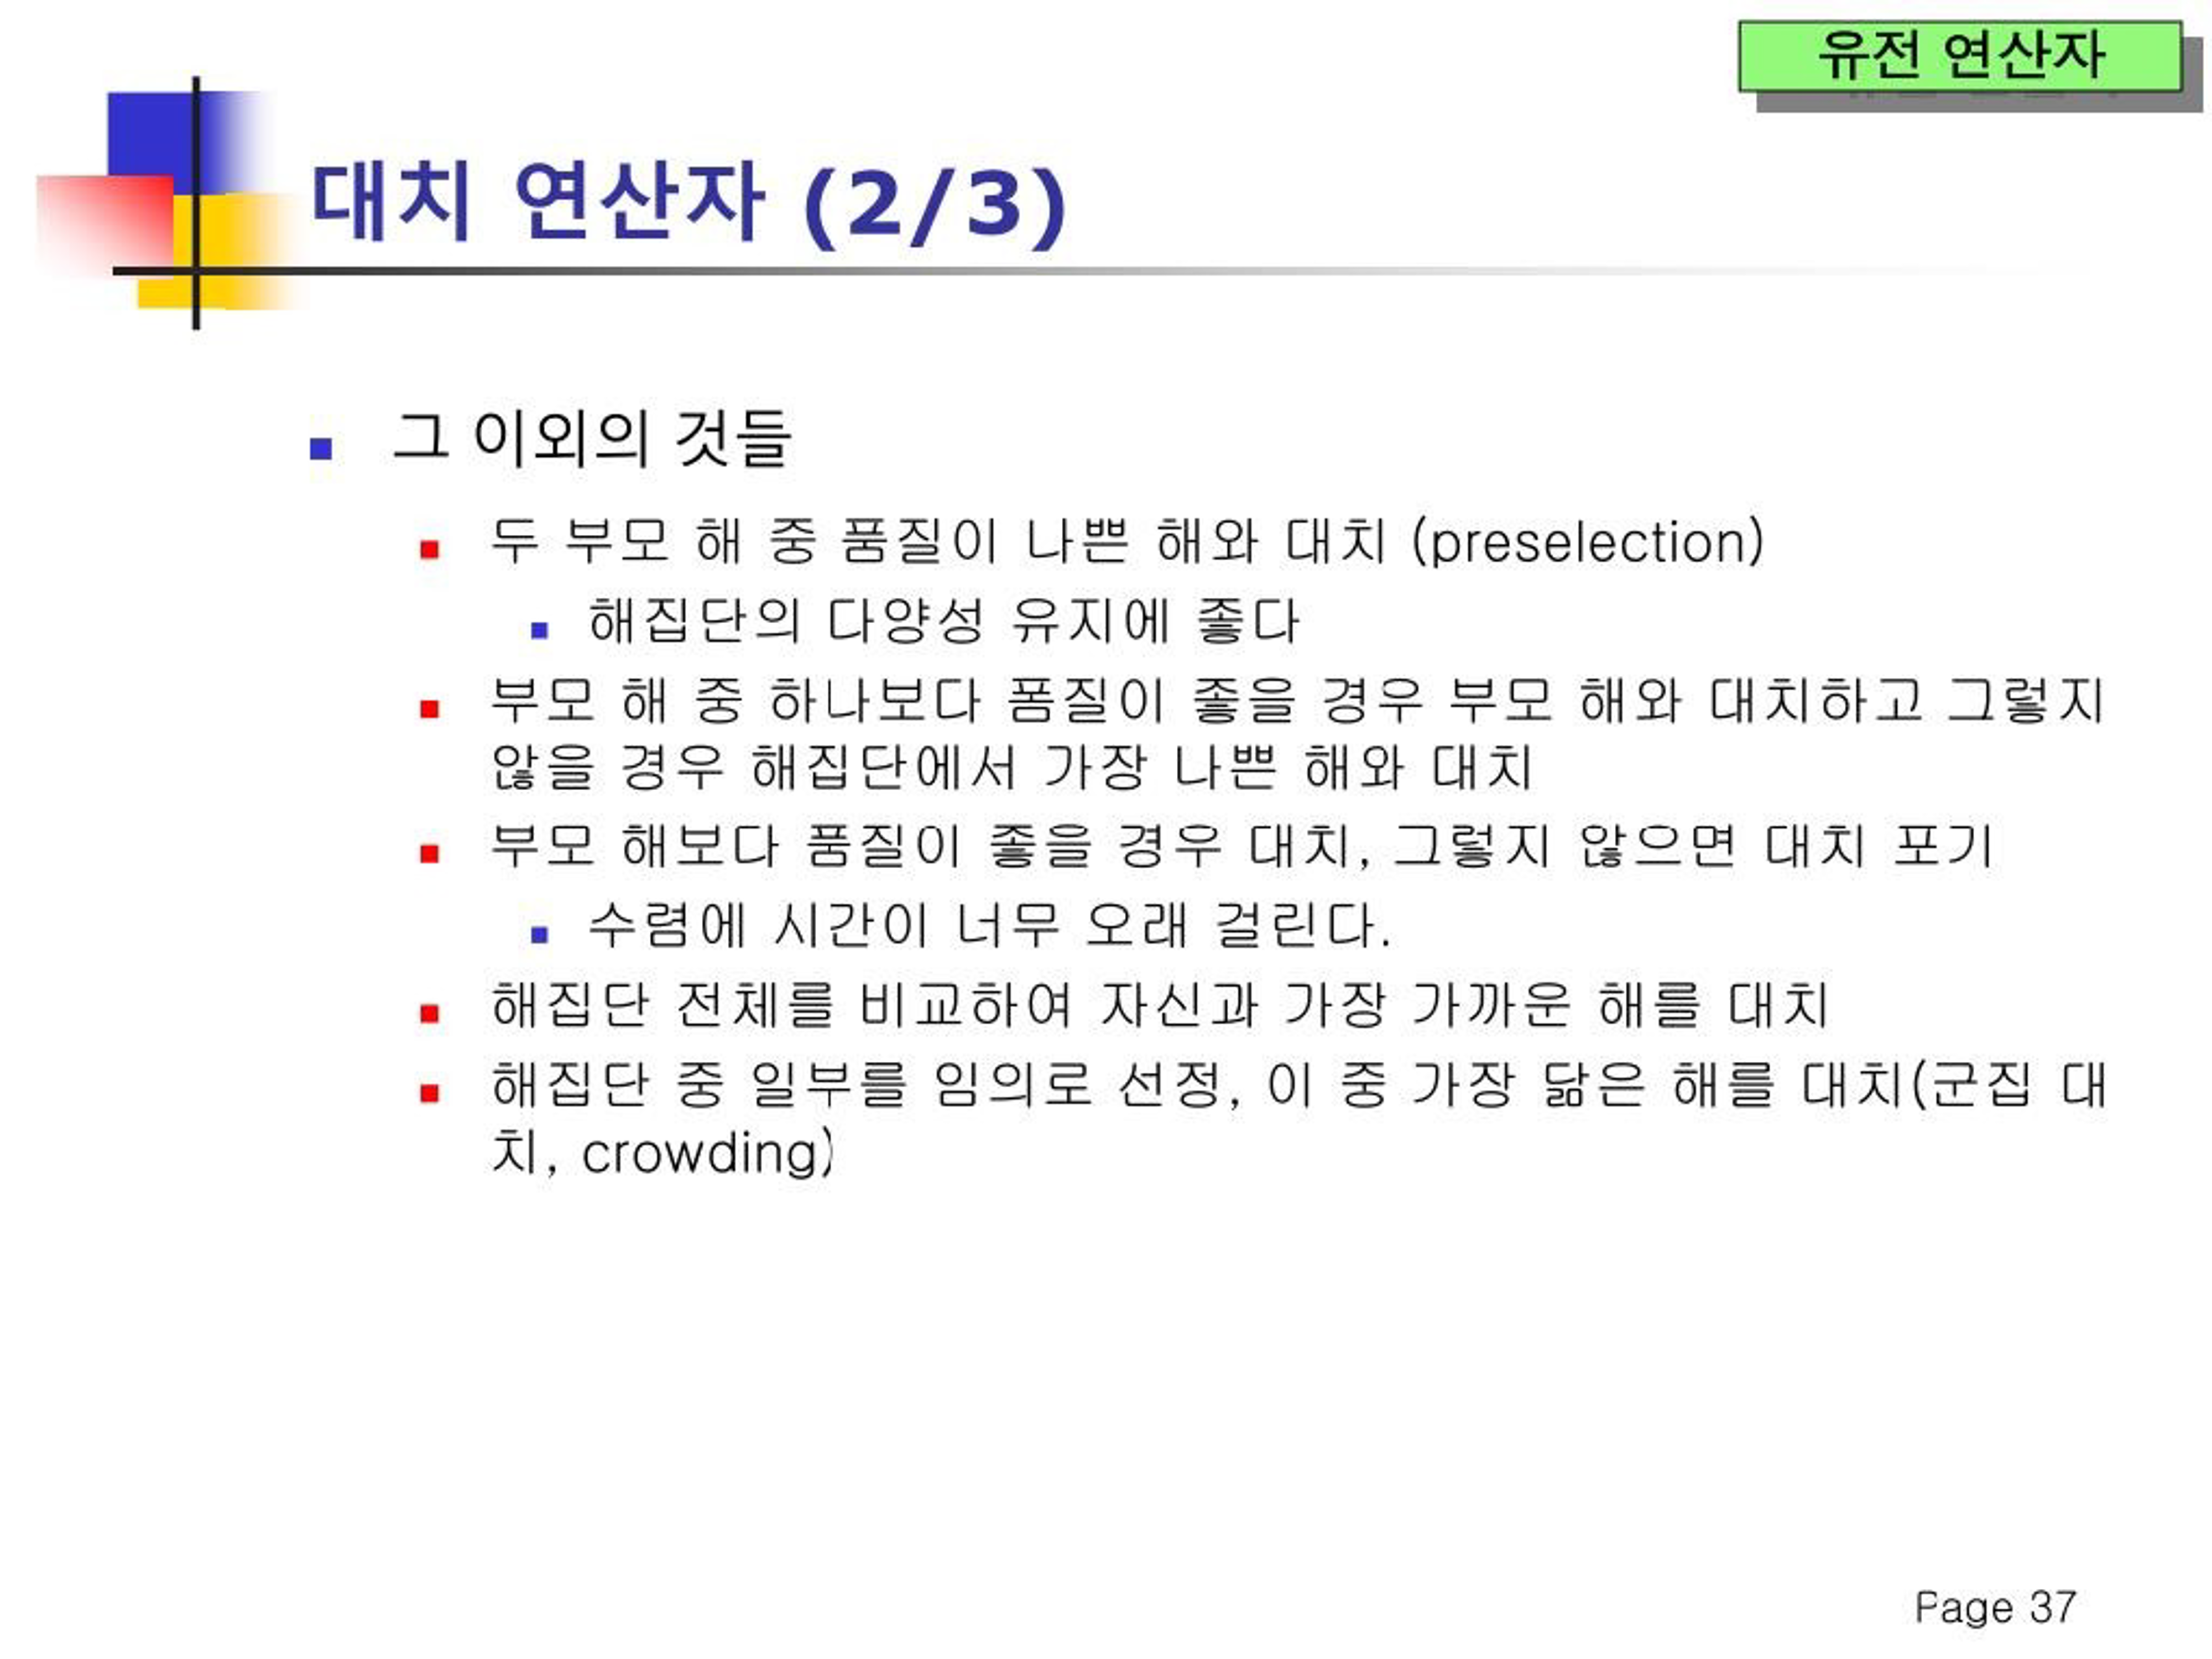 유전 연산자
대치 연산자 (2/3)
그 이외의 것들
두 부모 해 중 품질이 나쁜 해와 대치 (preselection)
해집단의 다양성 유지에 좋다
부모 해 중 하나보다 폼질이 좋을 경우 부모 해와 대치하고 그렇지
않을 경우 해집단에서 가장 나쁜 해와 대치
부모 해보다 품질이 좋을 경우 대치, 그렇지 않으면 대치 포기
수렴에 시간이 너무 오래 걸린다.
해집단 전체를 비교하여 자신과 가장 가까운 해를 대치
해집단 중 일부를 임의로 선정, 이 중 가장 닮은 해를 대치(군집 대
치, crowding)
Page 37